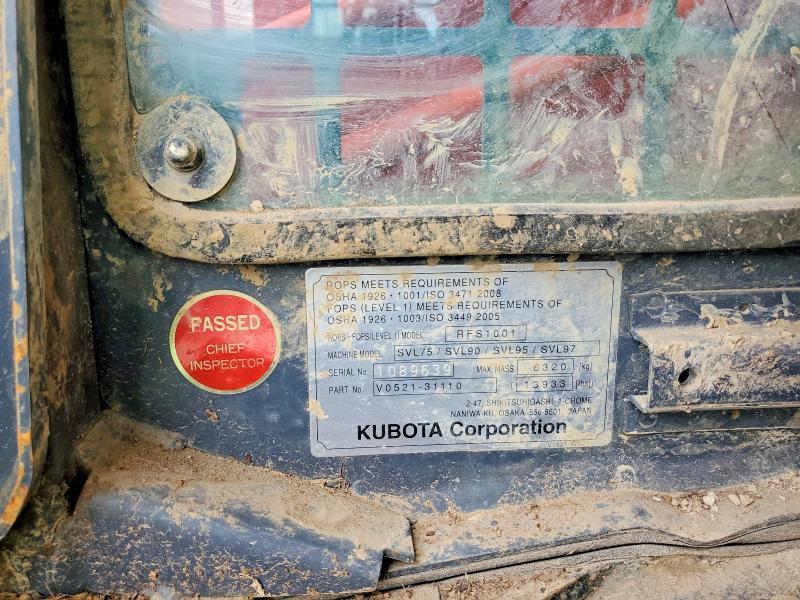 PASSED
CHIEF
INSPECTOR
ROPS MEETS REQUIREMENTS OF
OSHA 1926・1001/ISO 3471 2008
FOPS (LEVEL 1) MEETS REQUIREMENTS OF
OSHA 1926・1003/ISO 3449 2005
ROPS / FOPS(LEVEL 1) MODEL RFS1001
MACHINE MODEL SVL75 / SVL90 / SVL95 / SVL97
SERIAL No. 1089639 MAX. MASS 6320 (kg)
PART No. V0521-31110 13933 (lbs)
2-47, SHIKITSUHIGASHI, 1-CHOME
NANIWA-KU, OSAKA 556-8601, JAPAN
KUBOTA Corporation